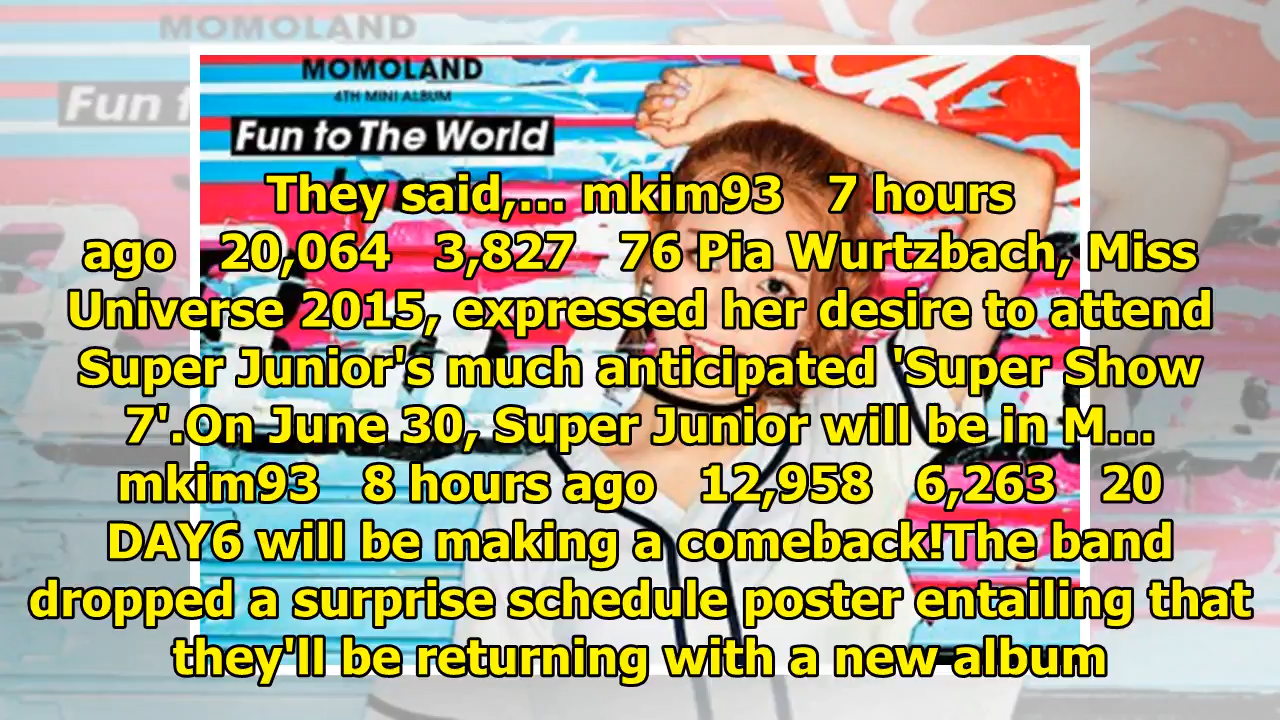 MOMOLAND
Fun t
MOMOLAND
4TH MINI ALBUM
Fun to The World
They said,... mkim93 7 hours
ago 20,064 3,827 76 Pia Wurtzbach, Miss
Universe 2015, expressed her desire to attend
Super Junior's much anticipated 'Super Show
7'.On June 30, Super Junior will be in M...
mkim93 8 hours ago 12,958 6,263 20
DAY6 will be making a comeback!The band
dropped a surprise schedule poster entailing that
they'll be returning with a new album